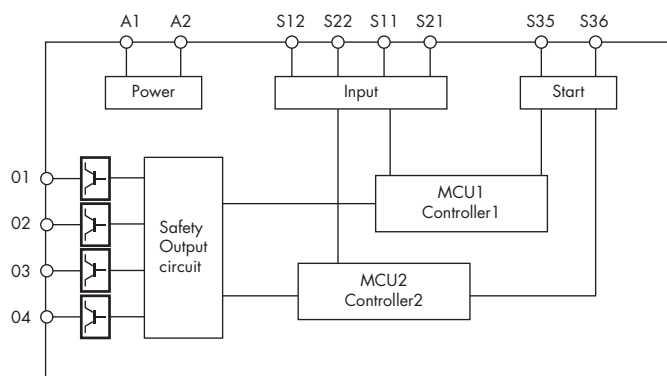 A1 A2 S12 S22 S11 S21 S35 S36
Power Input Start
01
02
03
04
Safety
Output
circuit
MCU1
Controller1
MCU2
Controller2